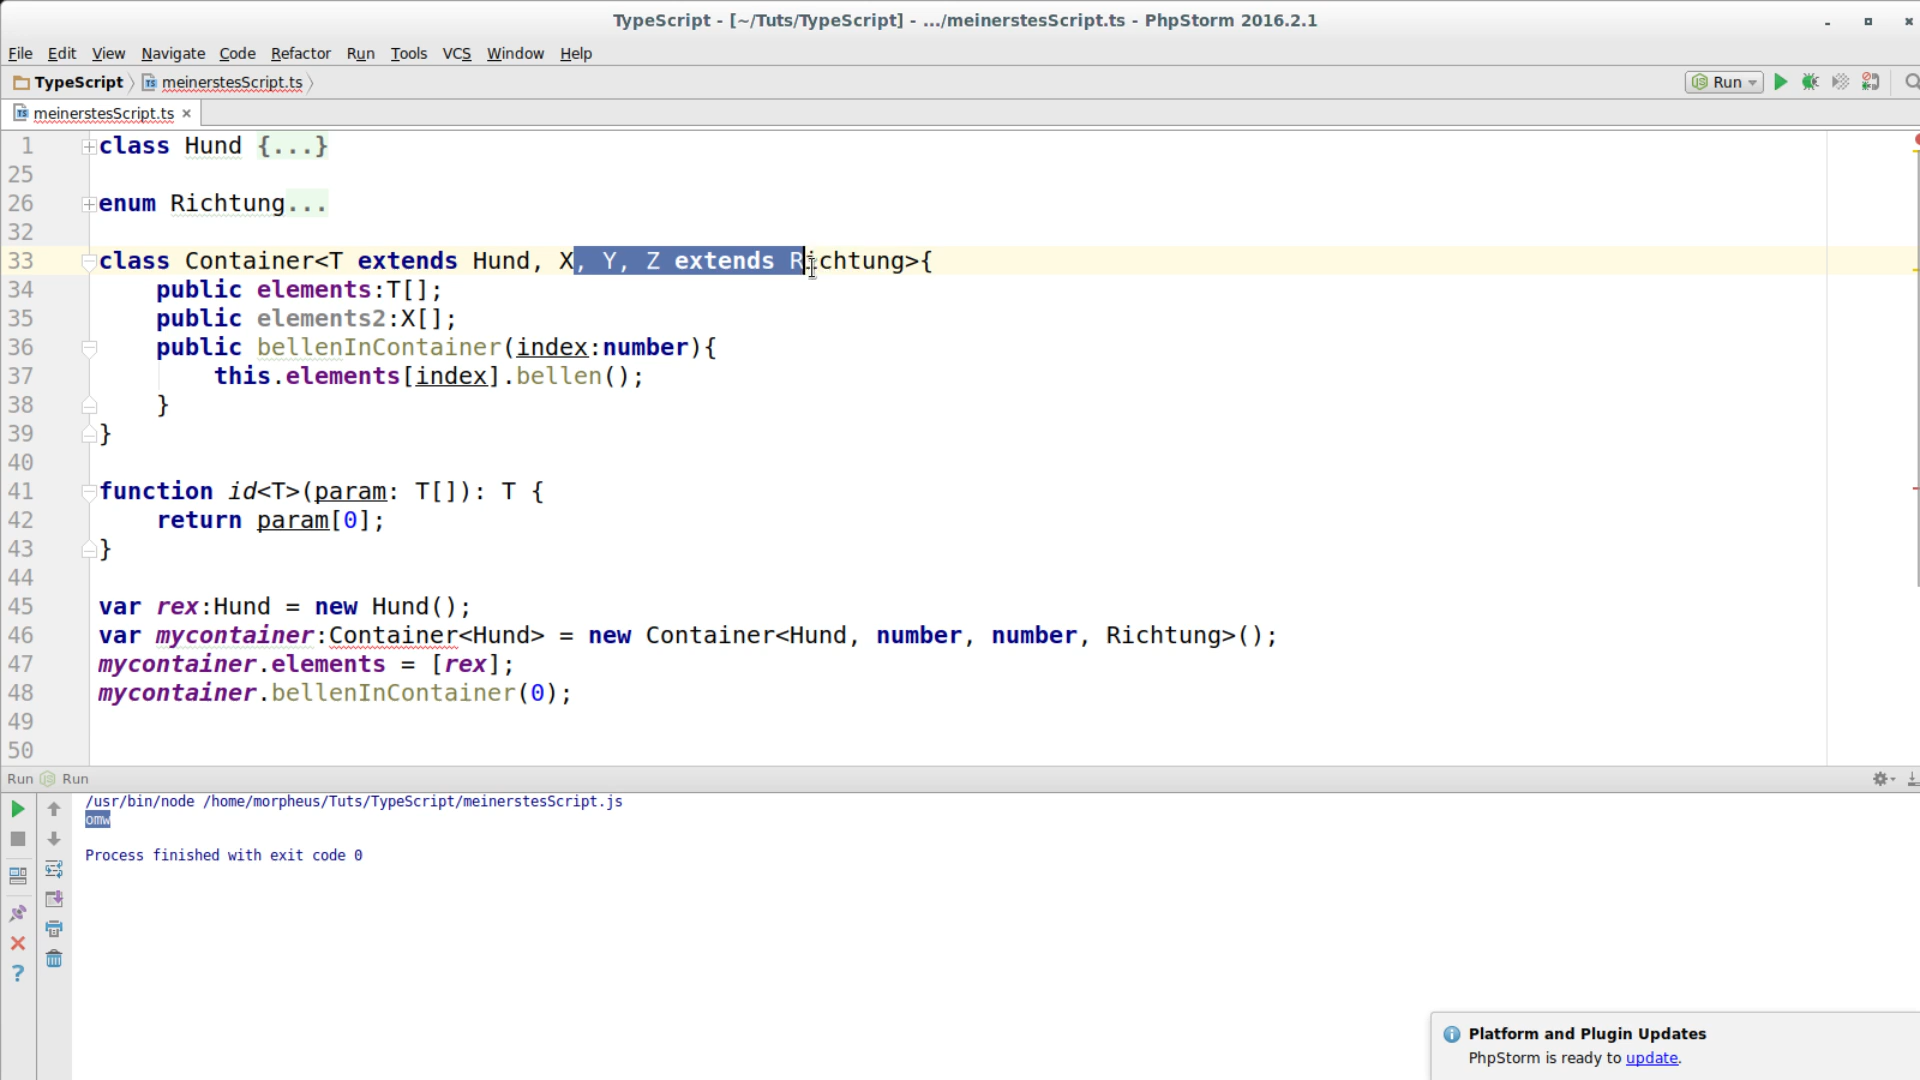 TypeScript - [~/Tuts/TypeScript] - .../meinerstesScript.ts - PhpStorm 2016.2.1
File Edit View Navigate Code Refactor Run Tools VCS Window Help
TypeScript meinerstesScript.ts Run
meinerstesScript.ts
1 class Hund {...}
25
26 enum Richtung...
32
33 class Container<T extends Hund, X, Y, Z extends Richtung>{
34 public elements:T[];
35 public elements2:X[];
36 public bellenInContainer(index:number){
37 this.elements[index].bellen();
38 }
39 }
40
41 function id<T>(param: T[]): T {
42 return param[0];
43 }
44
45 var rex:Hund = new Hund();
46 var mycontainer:Container<Hund> = new Container<Hund, number, number, Richtung>();
47 mycontainer.elements = [rex];
48 mycontainer.bellenInContainer(0);
49
50
Run Run
/usr/bin/node /home/morpheus/Tuts/TypeScript/meinerstesScript.js
omw
Process finished with exit code 0
Platform and Plugin Updates
PhpStorm is ready to update.